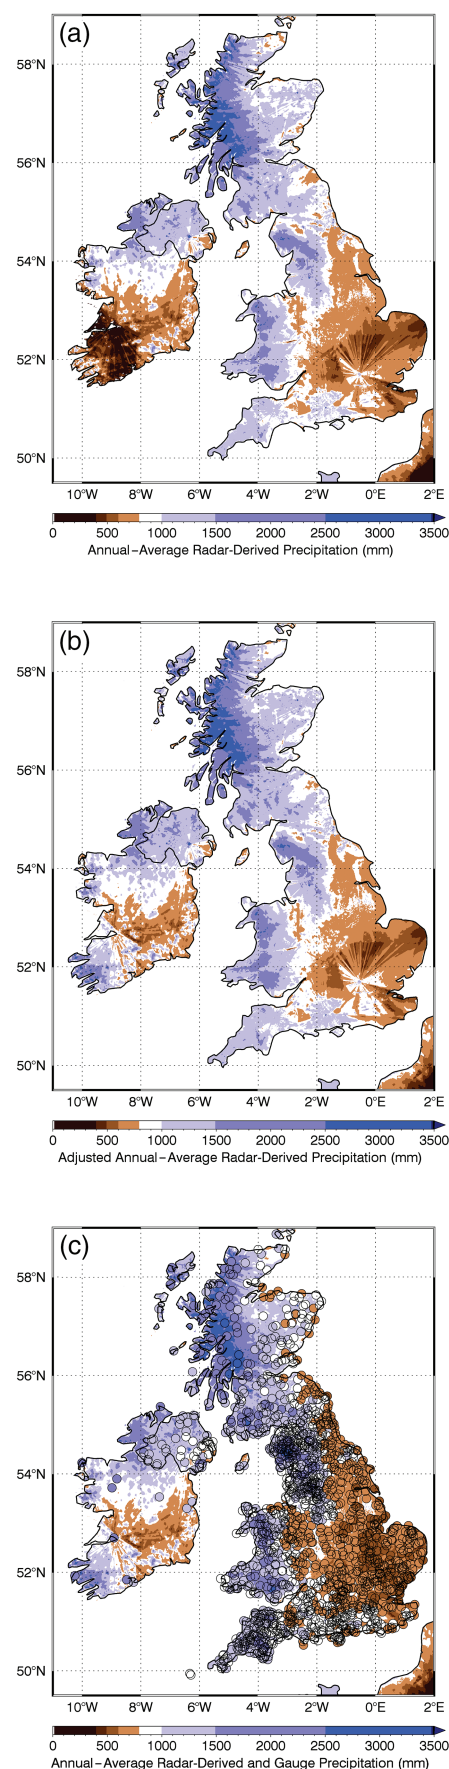 (a)
58°N
56°N
54°N
52°N
50°N
10°W 8°W 6°W 4°W 2°W 0°E 2°E
0 500 1000 1500 2000 2500 3000 3500
Annual−Average Radar-Derived Precipitation (mm)
(b)
58°N
56°N
54°N
52°N
50°N
10°W 8°W 6°W 4°W 2°W 0°E 2°E
0 500 1000 1500 2000 2500 3000 3500
Adjusted Annual−Average Radar-Derived Precipitation (mm)
(c)
58°N
56°N
54°N
52°N
50°N
10°W 8°W 6°W 4°W 2°W 0°E 2°E
0 500 1000 1500 2000 2500 3000 3500
Annual−Average Radar-Derived and Gauge Precipitation (mm)